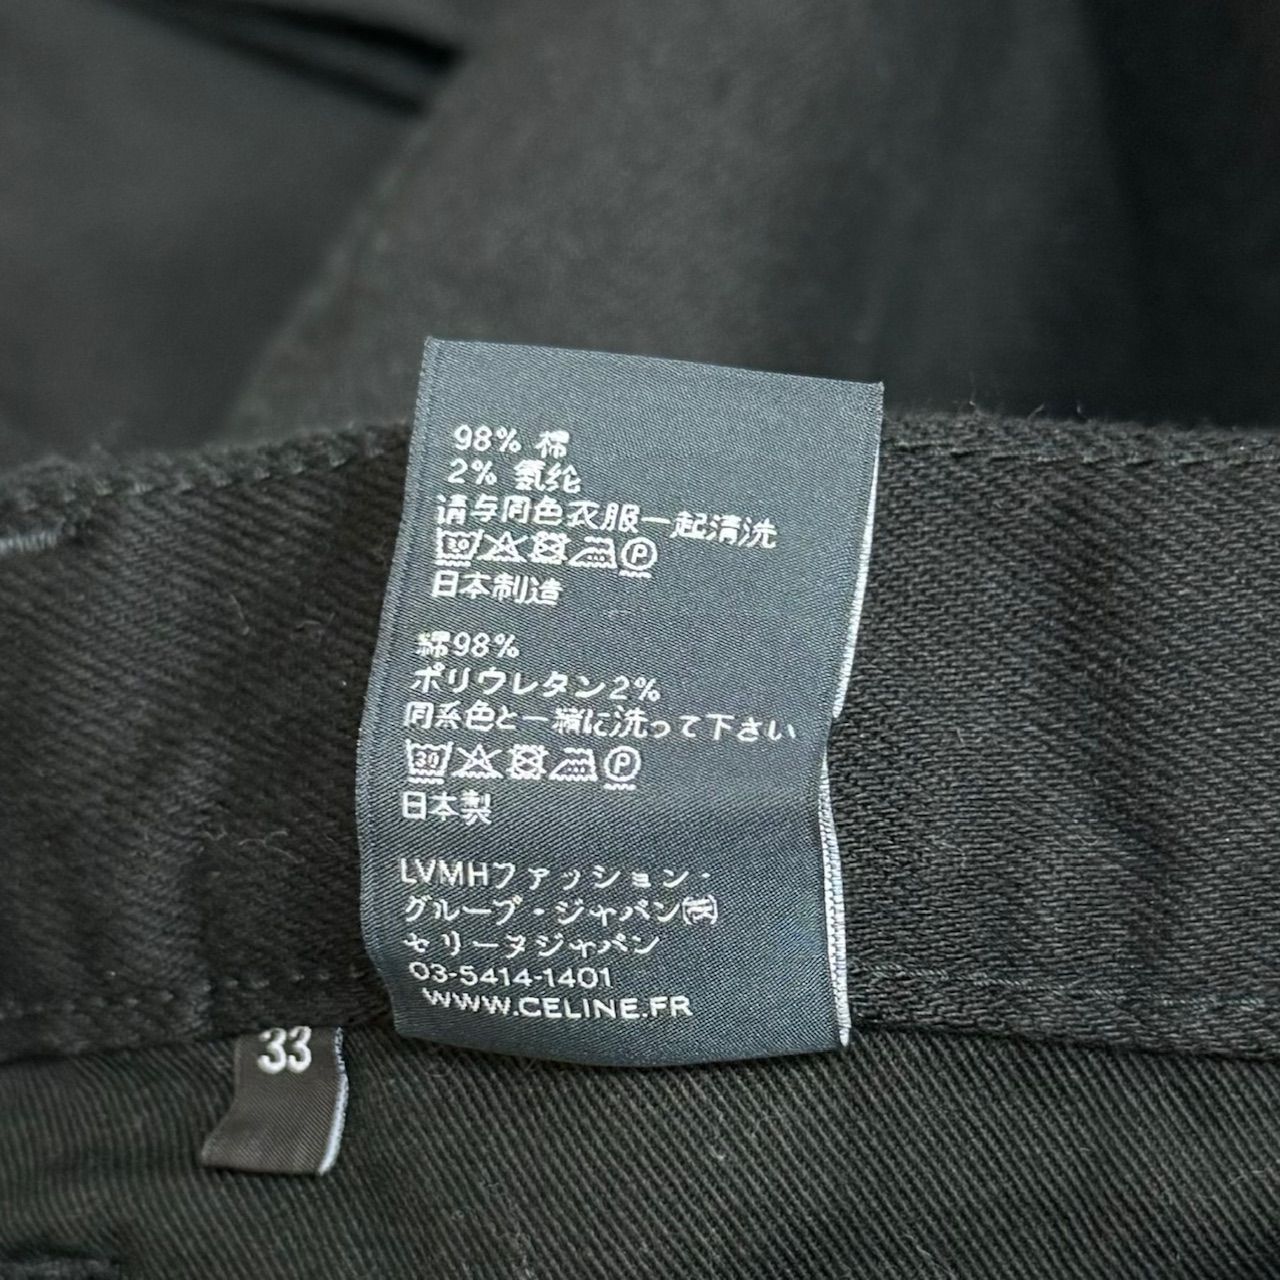 98% 棉
2% 氨纶
请与同色衣服一起清洗
30 P
日本制造
綿98%
ポリウレタン2%
同系色と一緒に洗って下さい
30 P
日本製
LVMHファッション・
グループ・ジャパン㈱
セリーヌジャパン
03-5414-1401
WWW.CELINE.FR
33